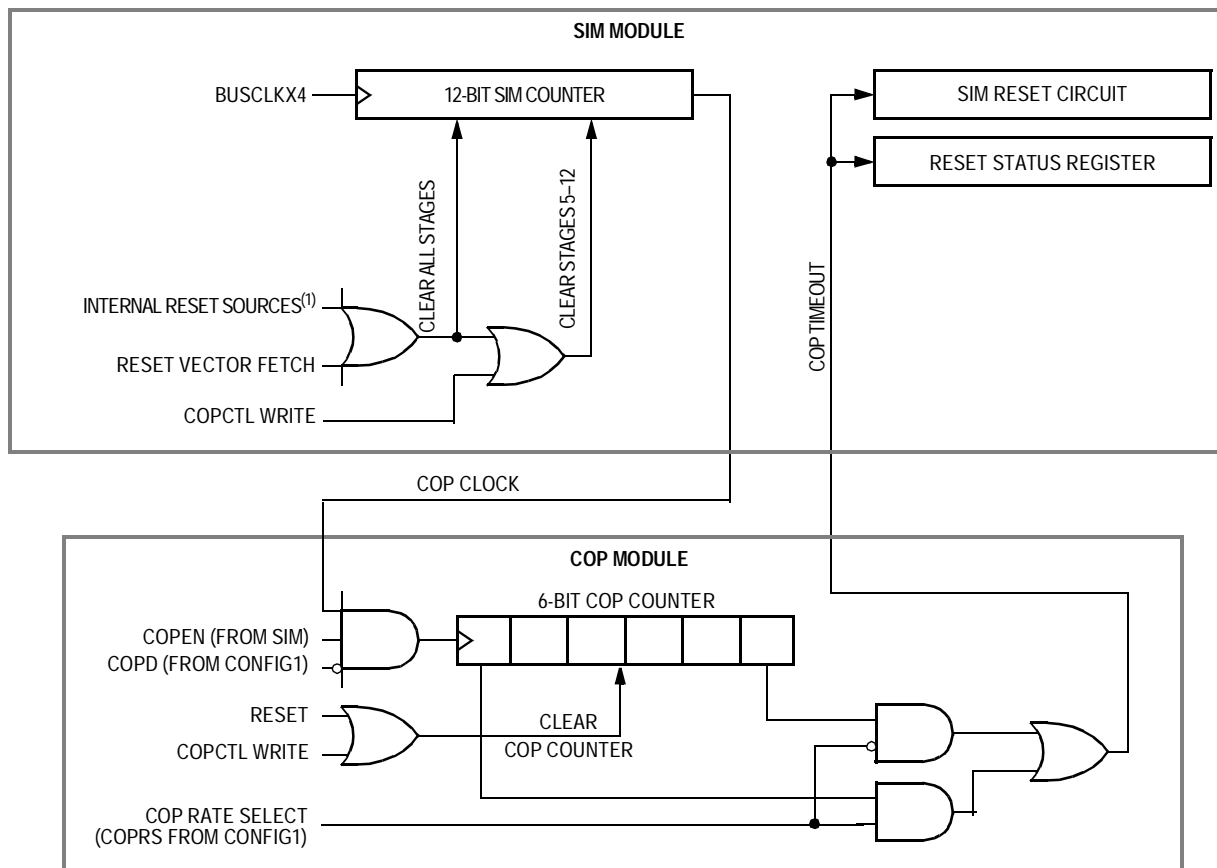 SIM MODULE
BUSCLKX4
12-BIT SIM COUNTER
SIM RESET CIRCUIT
RESET STATUS REGISTER
CLEAR ALL STAGES
CLEAR STAGES 5–12
COP TIMEOUT
INTERNAL RESET SOURCES(1)
RESET VECTOR FETCH
COPCTL WRITE
COP CLOCK
COP MODULE
6-BIT COP COUNTER
COPEN (FROM SIM)
COPD (FROM CONFIG1)
RESET
COPCTL WRITE
CLEAR
COP COUNTER
COP RATE SELECT
(COPRS FROM CONFIG1)